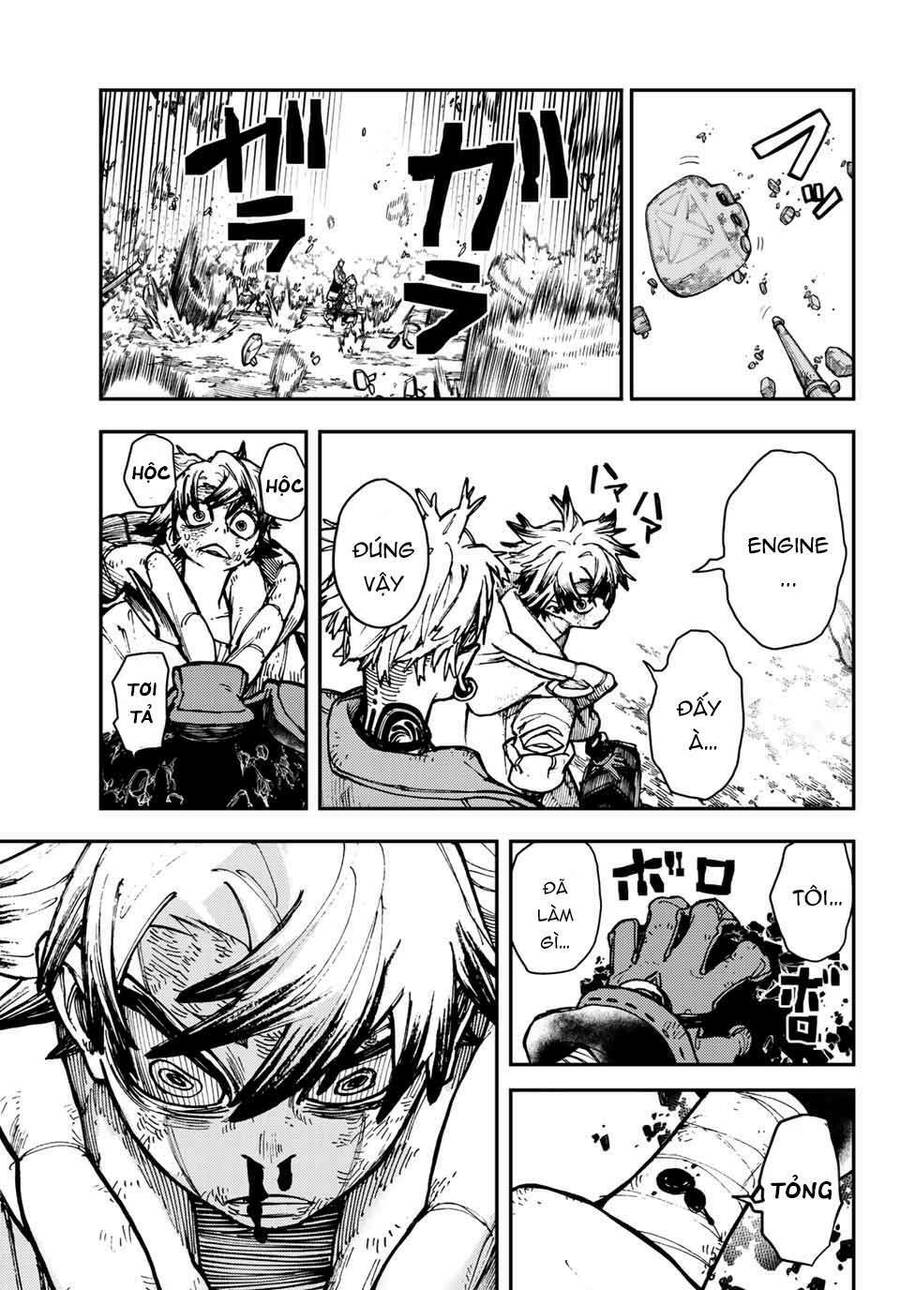 フッ
ガラ
ガラ
ENGINE
...
ハァ
ハァ
ĐẤY
À...
ĐÚNG
VẬY
HỘC
HỘC
TƠI
TẢ
TÔI...
ボロ
ĐÃ
LÀM
GÌ...
ボロ
TỎNG